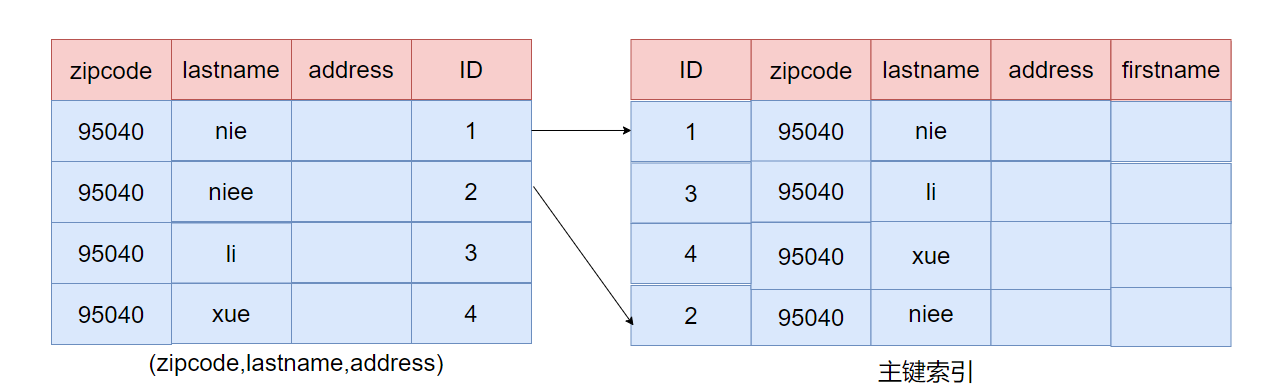 zipcode lastname address ID
95040 nie 1
95040 niee 2
95040 li 3
95040 xue 4
(zipcode,lastname,address)
ID zipcode lastname address firstname
1 95040 nie
3 95040 li
4 95040 xue
2 95040 niee
主键索引